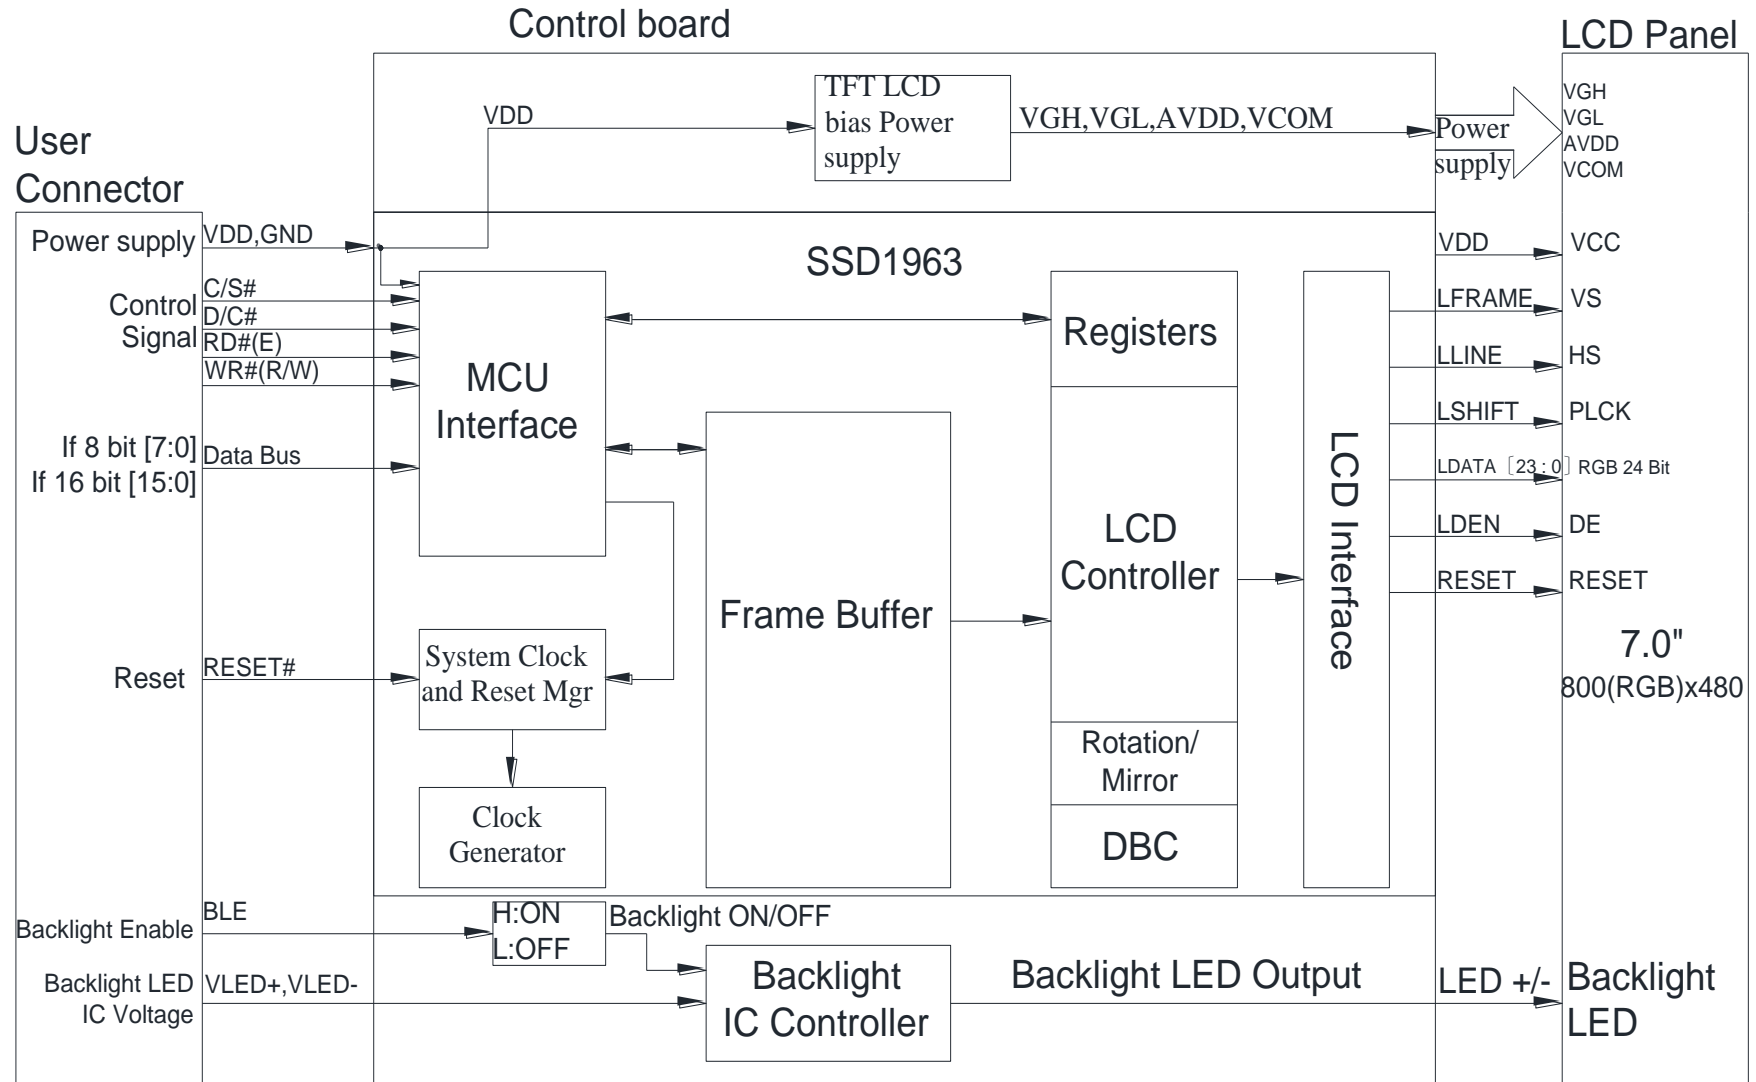 Control board
LCD Panel
User
Connector
VDD
TFT LCD
bias Power
supply
VGH,VGL,AVDD,VCOM
Power
supply
VGH
VGL
AVDD
VCOM
Power supply
VDD,GND
Control
Signal
C/S#
D/C#
RD#(E)
WR#(R/W)
If 8 bit [7:0]
If 16 bit [15:0]
Data Bus
Reset
RESET#
Backlight Enable
BLE
Backlight LED
IC Voltage
VLED+,VLED-
SSD1963
MCU
Interface
System Clock
and Reset Mgr
Clock
Generator
Frame Buffer
Registers
LCD
Controller
Rotation/
Mirror
DBC
LCD Interface
H:ON
L:OFF
Backlight ON/OFF
Backlight
IC Controller
Backlight LED Output
VDD
VCC
LFRAME
VS
LLINE
HS
LSHIFT
PLCK
LDATA［23 : 0］
RGB 24 Bit
LDEN
DE
RESET
RESET
7.0"
800(RGB)x480
LED +/-
Backlight
LED